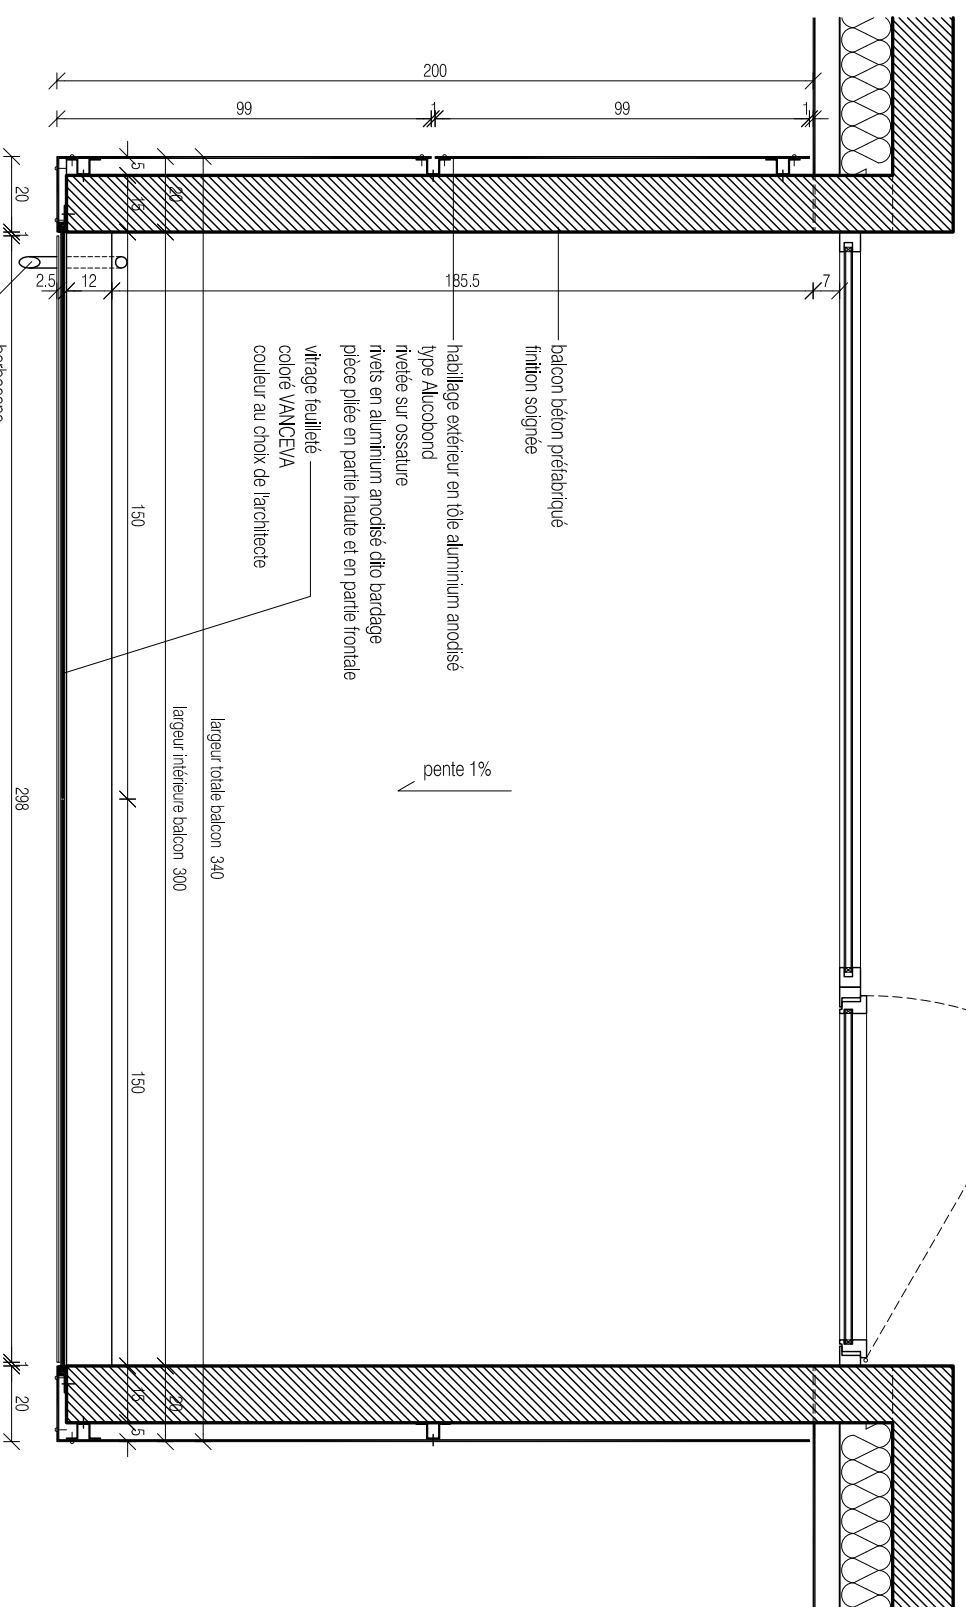 200
99
1
99
1
5
15
20
20
1
2.5
12
185.5
7
balcon béton préfabriqué
finition soignée
habillage extérieur en tôle aluminium anodisé
type Alucobond
rivetée sur ossature
rivets en aluminium anodisé dito bardage
pièce pliée en partie haute et en partie frontale
vitrage feuilleté
coloré VANCEVA
couleur au choix de l'architecte
150
largeur totale balcon 340
largeur intérieure balcon 300
pente 1%
298
150
1
15
5
20
20